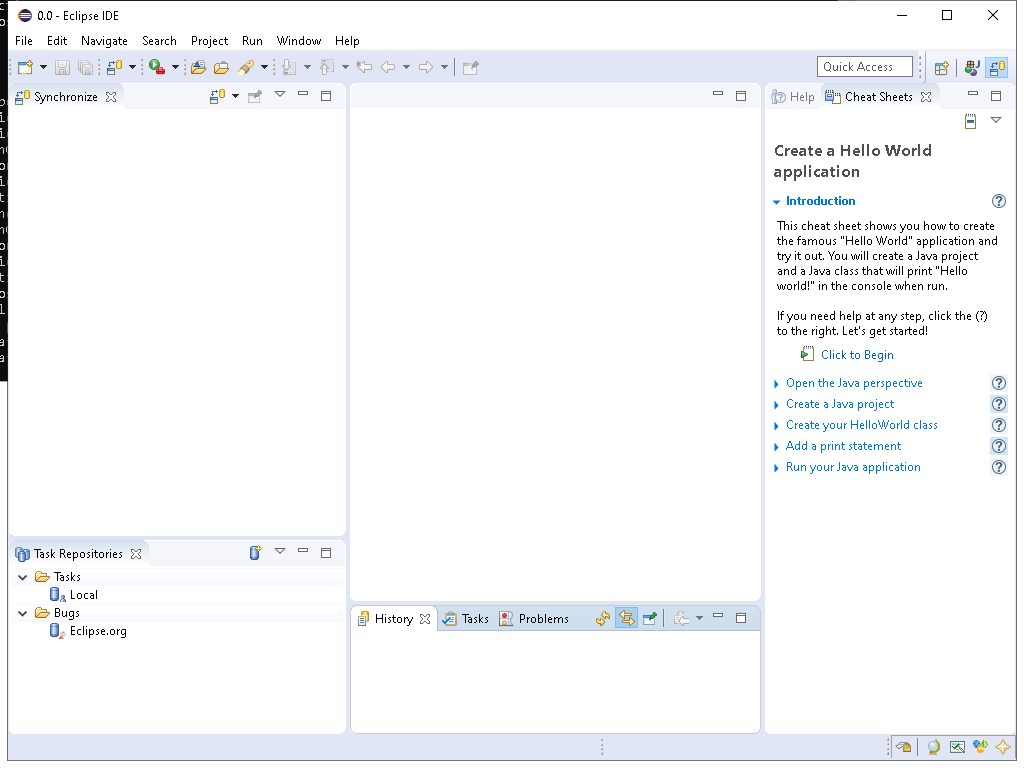 0.0 - Eclipse IDE
File Edit Navigate Search Project Run Window Help
Quick Access
Synchronize
Help Cheat Sheets
Create a Hello World
application
Introduction
This cheat sheet shows you how to create
the famous "Hello World" application and
try it out. You will create a Java project
and a Java class that will print "Hello
world!" in the console when run.
If you need help at any step, click the (?)
to the right. Let's get started!
Click to Begin
Open the Java perspective
Create a Java project
Create your HelloWorld class
Add a print statement
Run your Java application
Task Repositories
Tasks
Local
Bugs
Eclipse.org
History Tasks Problems